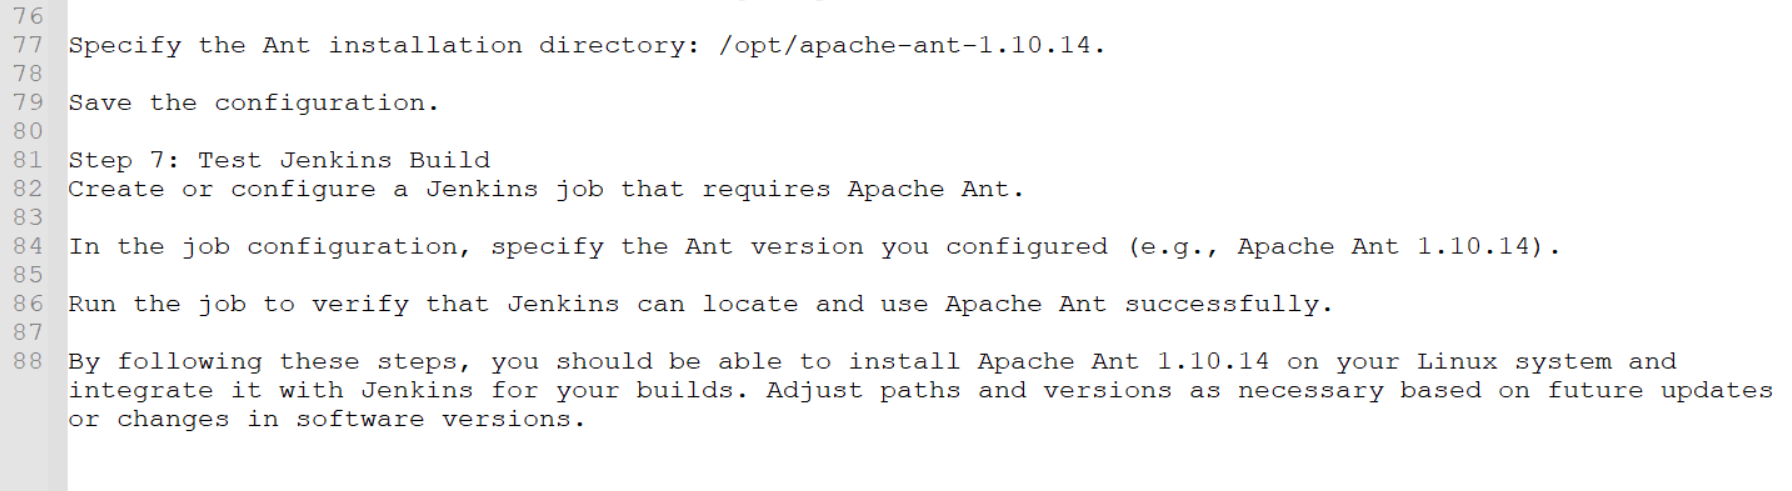 76
77 Specify the Ant installation directory: /opt/apache-ant-1.10.14.
78
79 Save the configuration.
80
81 Step 7: Test Jenkins Build
82 Create or configure a Jenkins job that requires Apache Ant.
83
84 In the job configuration, specify the Ant version you configured (e.g., Apache Ant 1.10.14).
85
86 Run the job to verify that Jenkins can locate and use Apache Ant successfully.
87
88 By following these steps, you should be able to install Apache Ant 1.10.14 on your Linux system and
integrate it with Jenkins for your builds. Adjust paths and versions as necessary based on future updates
or changes in software versions.